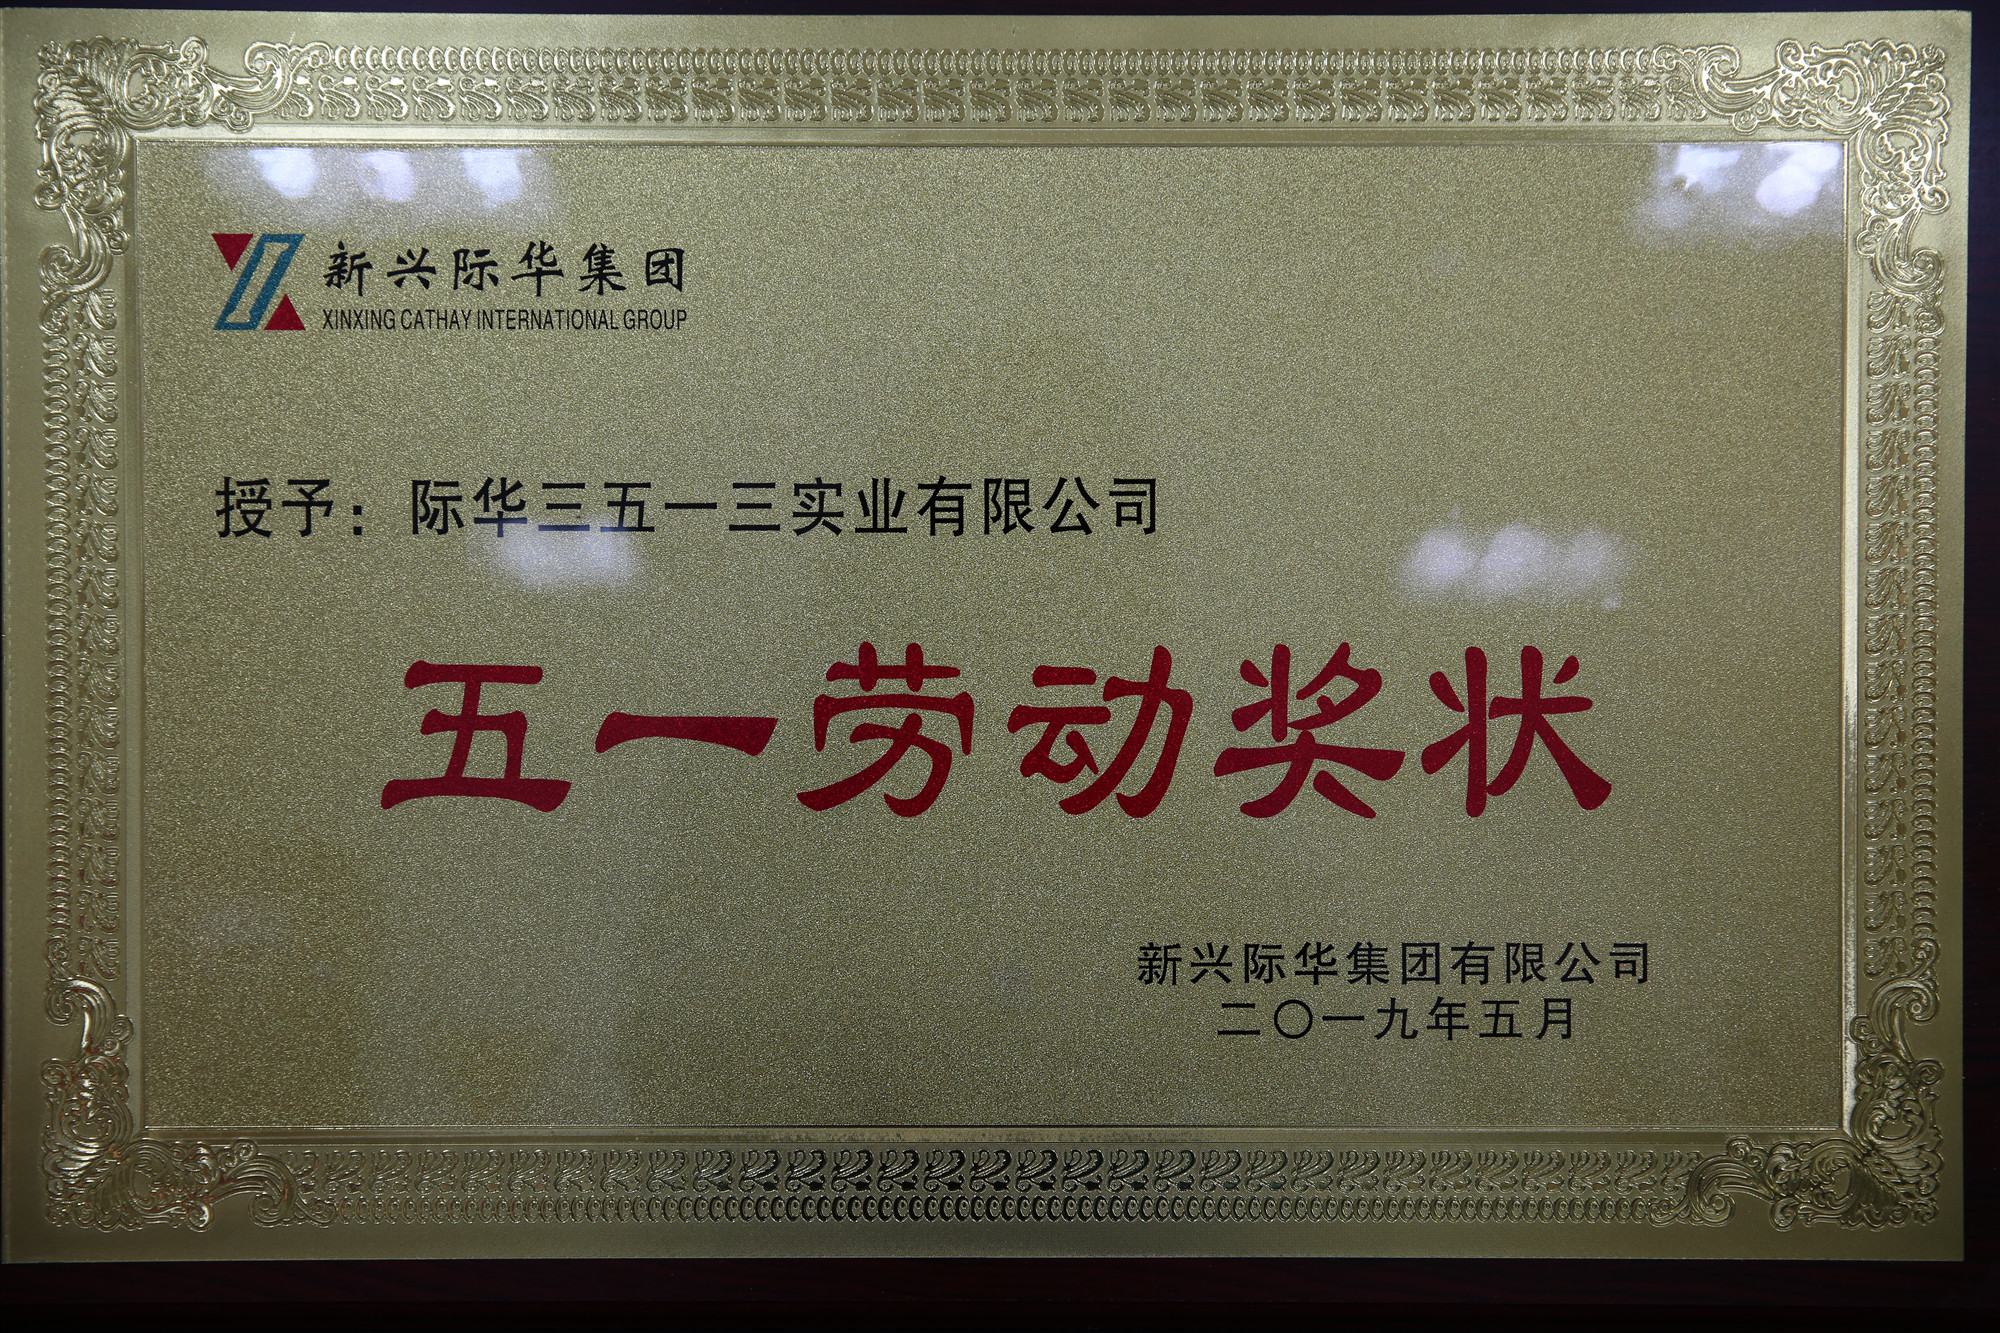 新兴际华集团
XINXING CATHAY INTERNATIONAL GROUP
授予：际华三五一三实业有限公司
五一劳动奖状
新兴际华集团有限公司
二〇一九年五月